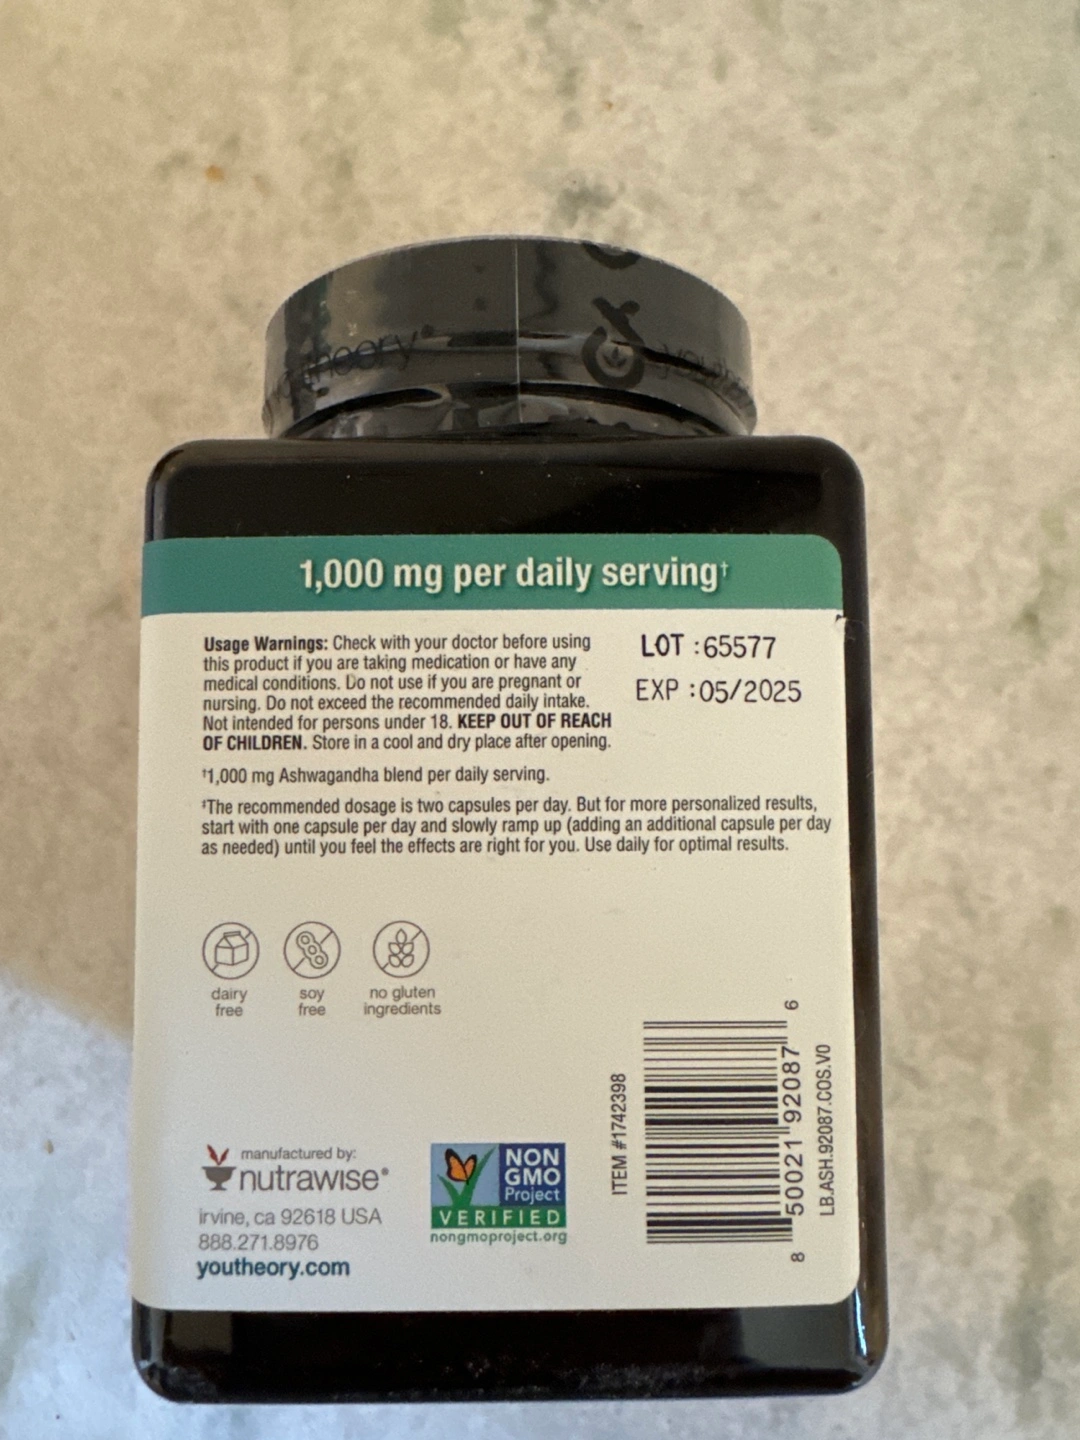 youtheory®
1,000 mg per daily serving†
Usage Warnings: Check with your doctor before using
this product if you are taking medication or have any
medical conditions. Do not use if you are pregnant or
nursing. Do not exceed the recommended daily intake.
Not intended for persons under 18. KEEP OUT OF REACH
OF CHILDREN. Store in a cool and dry place after opening.
LOT :65577
EXP :05/2025
†1,000 mg Ashwagandha blend per daily serving.
‡The recommended dosage is two capsules per day. But for more personalized results,
start with one capsule per day and slowly ramp up (adding an additional capsule per day
as needed) until you feel the effects are right for you. Use daily for optimal results.
dairy
free
soy
free
no gluten
ingredients
manufactured by:
nutrawise®
irvine, ca 92618 USA
888.271.8976
youtheory.com
NON
GMO
Project
VERIFIED
nongmoproject.org
ITEM #1742398
8 50021 92087 6
LB.ASH.92087.COS.V0